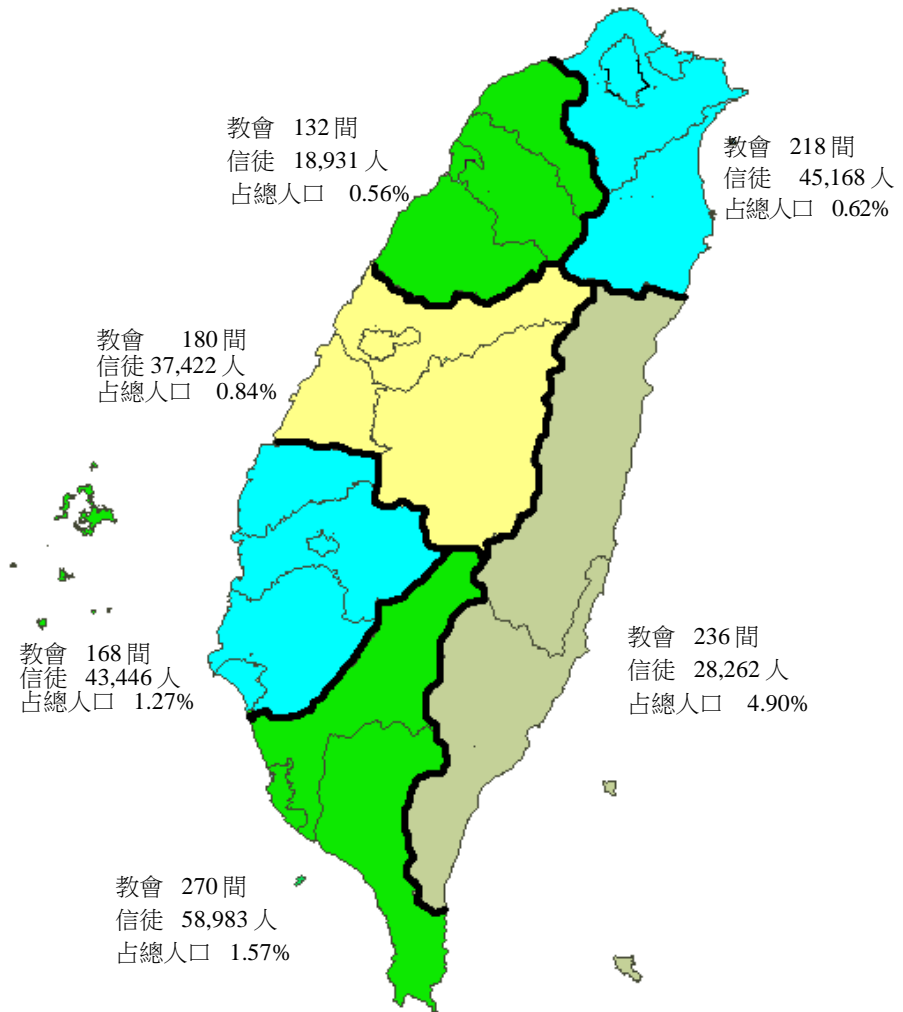 教會 132 間
信徒 18,931 人
占總人口 0.56%
教會 218 間
信徒 45,168 人
占總人口 0.62%
教會 180 間
信徒 37,422 人
占總人口 0.84%
教會 168 間
信徒 43,446 人
占總人口 1.27%
教會 236 間
信徒 28,262 人
占總人口 4.90%
教會 270 間
信徒 58,983 人
占總人口 1.57%